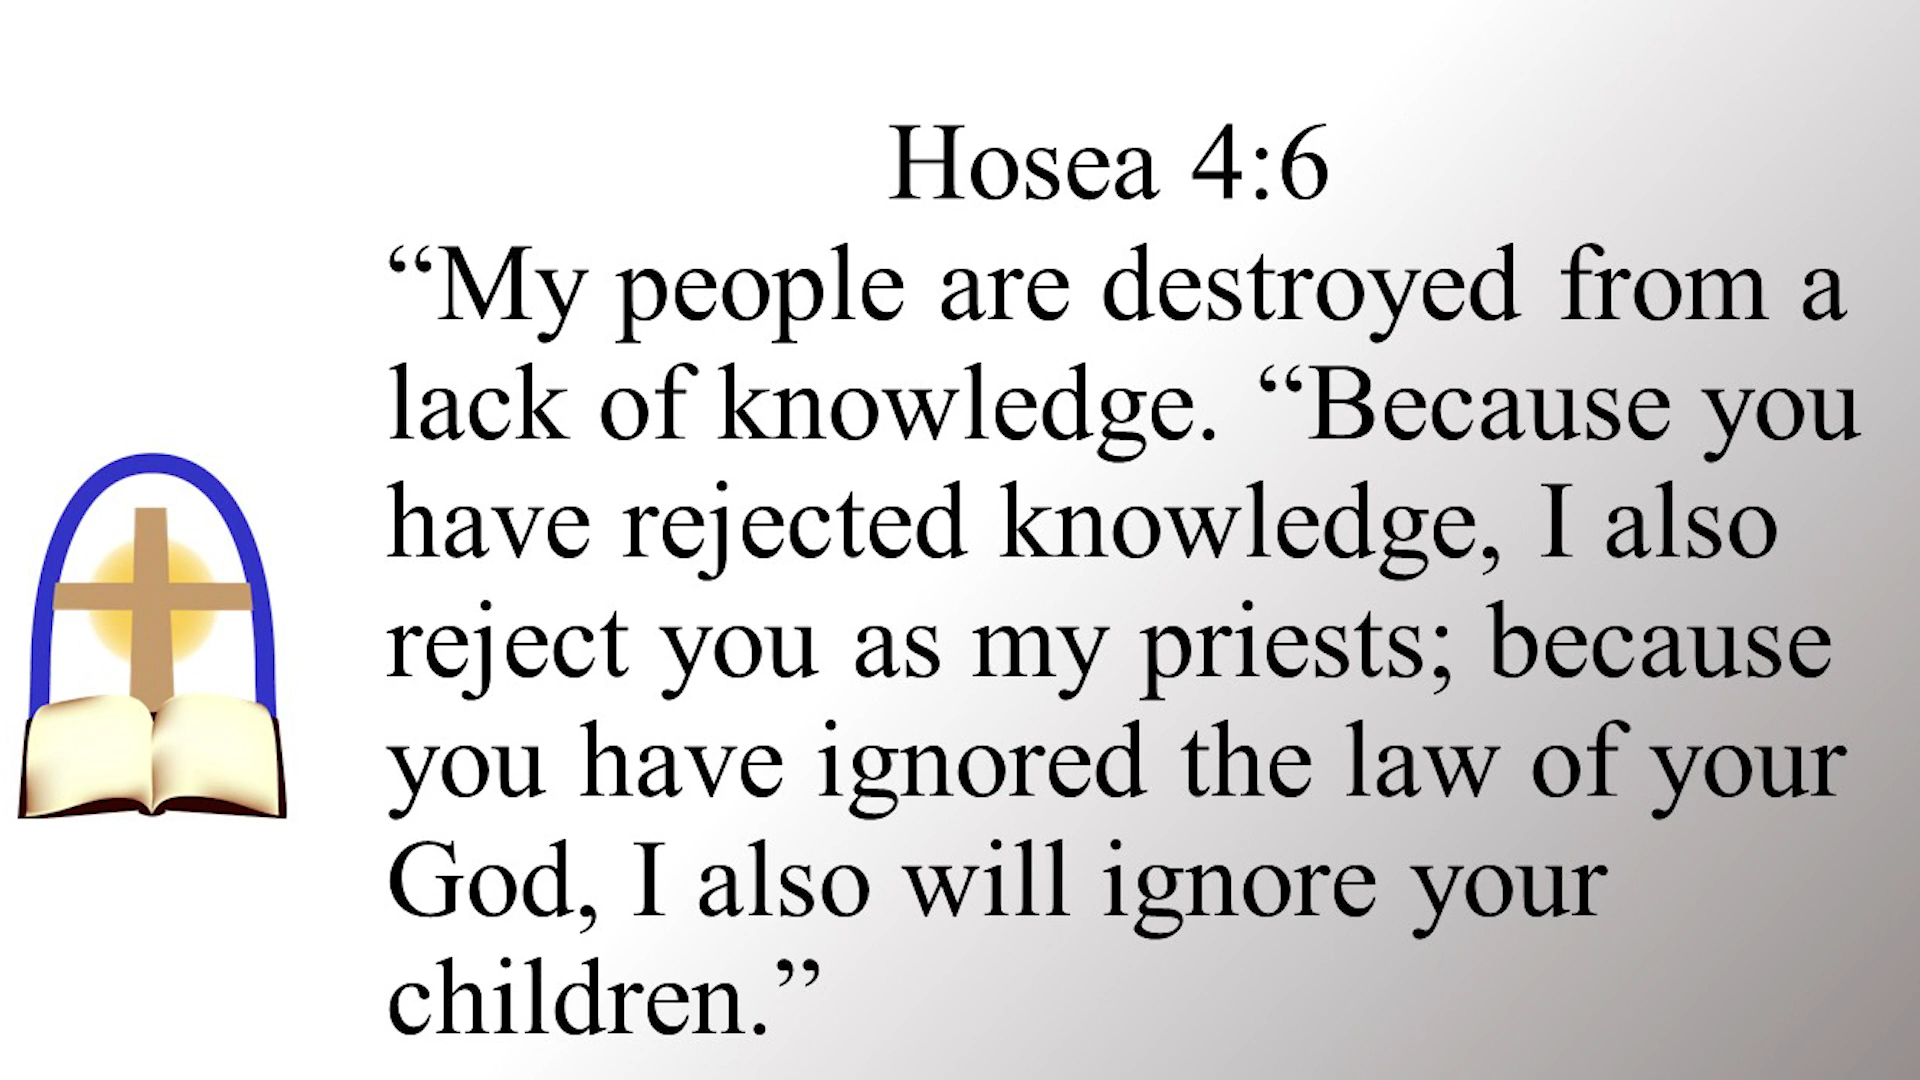 Hosea 4:6
“My people are destroyed from a
lack of knowledge. “Because you
have rejected knowledge, I also
reject you as my priests; because
you have ignored the law of your
God, I also will ignore your
children.”